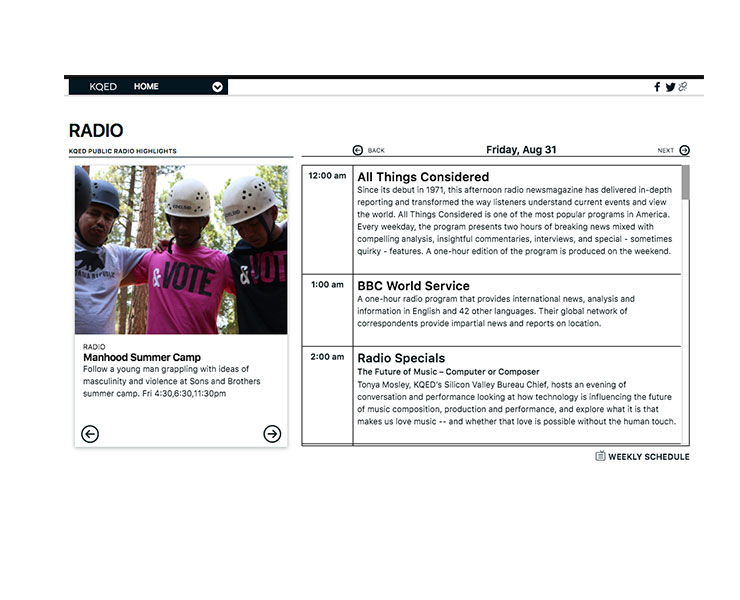 KQED HOME
RADIO
KQED PUBLIC RADIO HIGHLIGHTS
& VOTE
& VOTE
RADIO
Manhood Summer Camp
Follow a young man grappling with ideas of
masculinity and violence at Sons and Brothers
summer camp. Fri 4:30,6:30,11:30pm
BACK Friday, Aug 31 NEXT
12:00 am All Things Considered
Since its debut in 1971, this afternoon radio newsmagazine has delivered in-depth
reporting and transformed the way listeners understand current events and view
the world. All Things Considered is one of the most popular programs in America.
Every weekday, the program presents two hours of breaking news mixed with
compelling analysis, insightful commentaries, interviews, and special - sometimes
quirky - features. A one-hour edition of the program is produced on the weekend.
1:00 am BBC World Service
A one-hour radio program that provides international news, analysis and
information in English and 42 other languages. Their global network of
correspondents provide impartial news and reports on location.
2:00 am Radio Specials
The Future of Music – Computer or Composer
Tonya Mosley, KQED's Silicon Valley Bureau Chief, hosts an evening of
conversation and performance looking at how technology is influencing the future
of music composition, production and performance, and explore what it is that
makes us love music -- and whether that love is possible without the human touch.
WEEKLY SCHEDULE